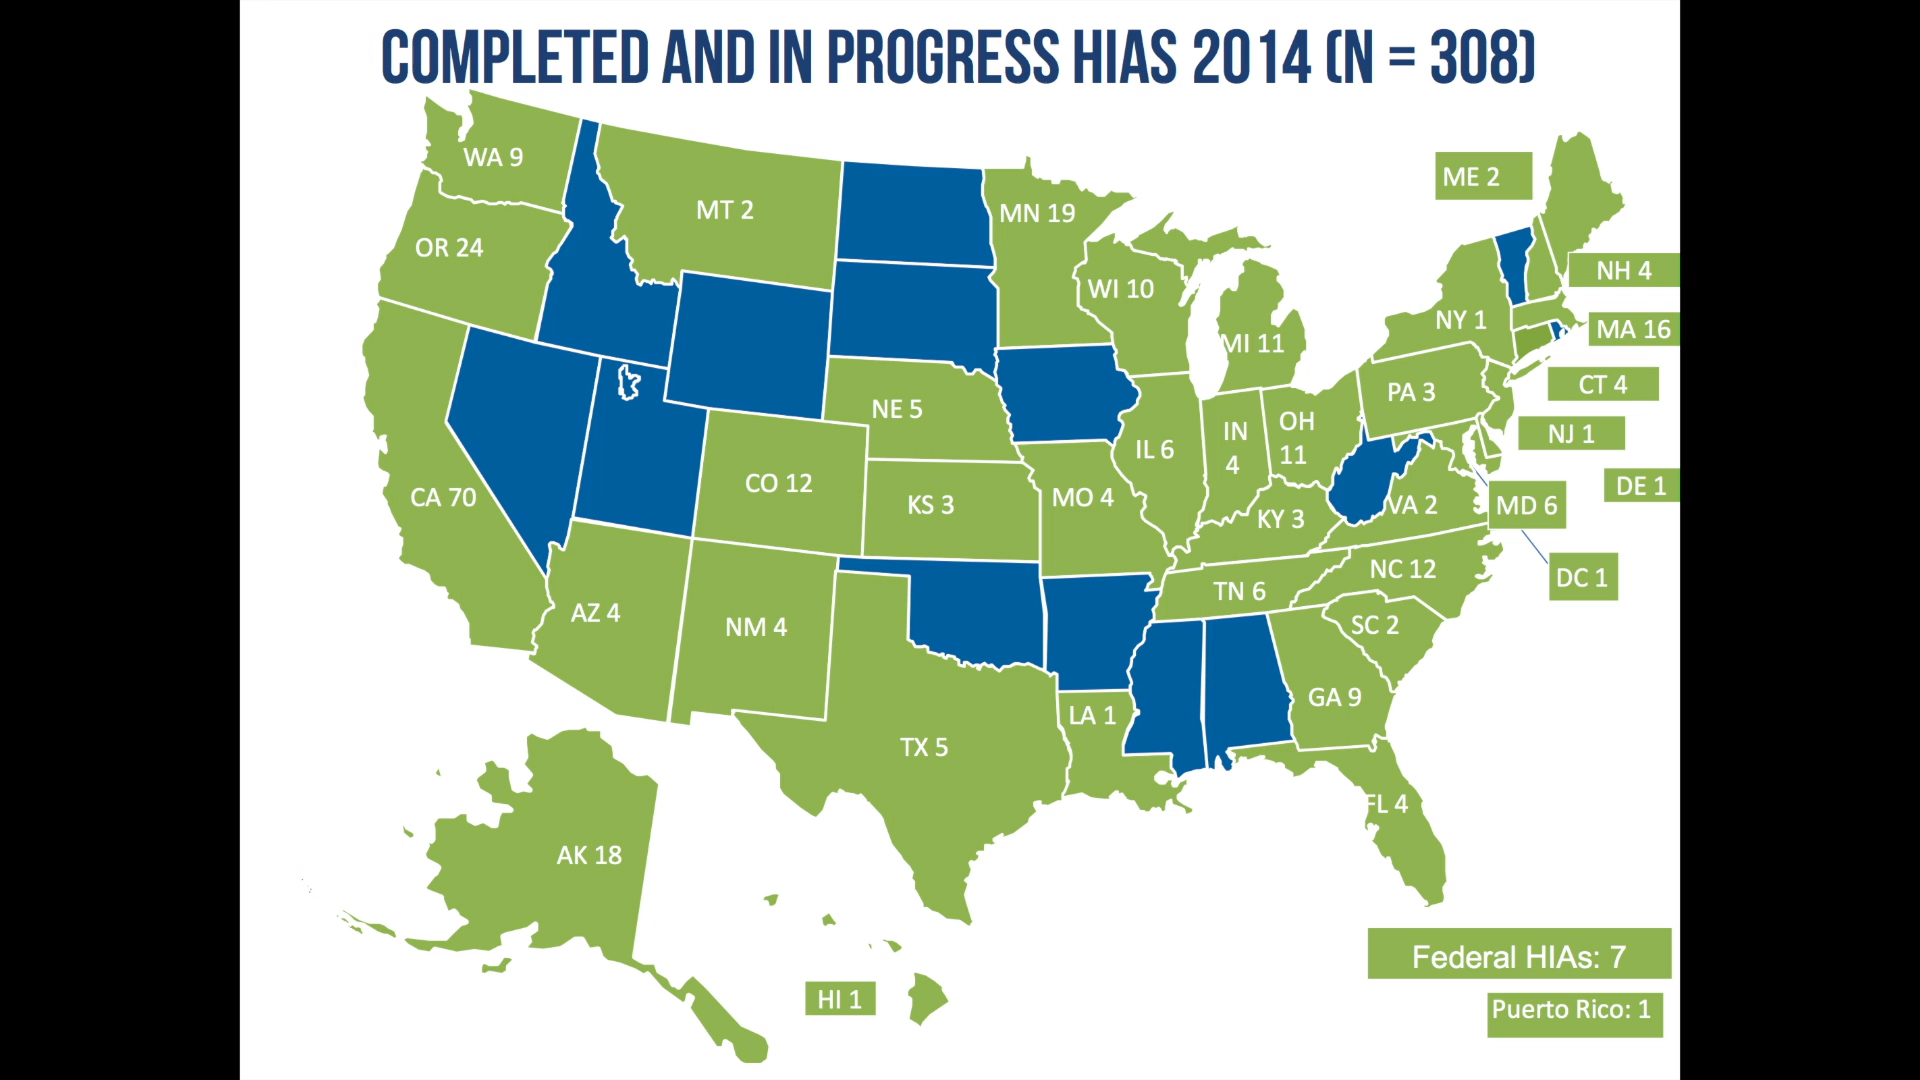 COMPLETED AND IN PROGRESS HIAS 2014 (N = 308)
WA 9
MT 2
OR 24
MN 19
WI 10
MI 11
ME 2
NH 4
NY 1
MA 16
CT 4
PA 3
NJ 1
NE 5
IL 6
IN
4
OH
11
CA 70
CO 12
KS 3
MO 4
KY 3
VA 2
DE 1
MD 6
DC 1
AZ 4
NM 4
TN 6
NC 12
SC 2
GA 9
LA 1
TX 5
FL 4
AK 18
HI 1
Federal HIAs: 7
Puerto Rico: 1